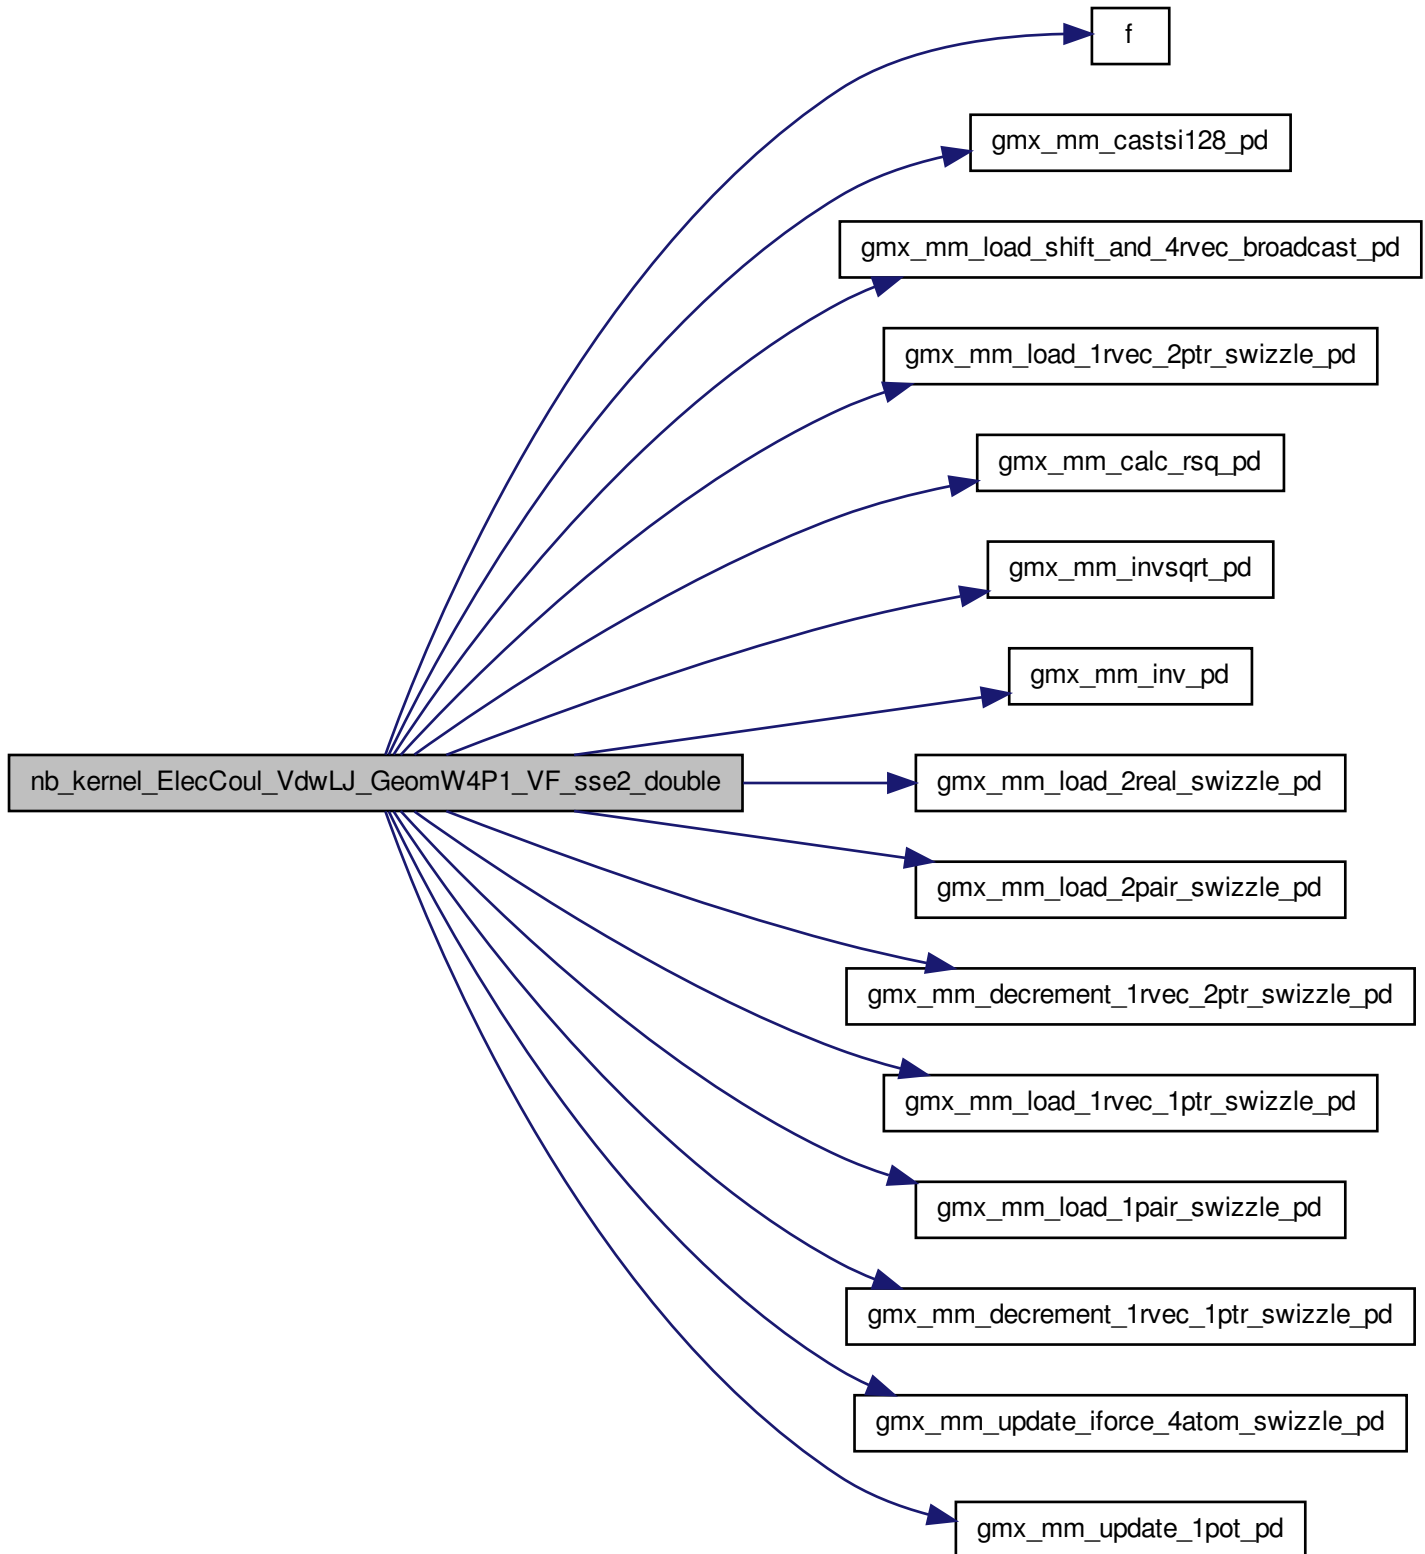 f
gmx_mm_castsi128_pd
gmx_mm_load_shift_and_4rvec_broadcast_pd
gmx_mm_load_1rvec_2ptr_swizzle_pd
gmx_mm_calc_rsq_pd
gmx_mm_invsqrt_pd
gmx_mm_inv_pd
nb_kernel_ElecCoul_VdwLJ_GeomW4P1_VF_sse2_double
gmx_mm_load_2real_swizzle_pd
gmx_mm_load_2pair_swizzle_pd
gmx_mm_decrement_1rvec_2ptr_swizzle_pd
gmx_mm_load_1rvec_1ptr_swizzle_pd
gmx_mm_load_1pair_swizzle_pd
gmx_mm_decrement_1rvec_1ptr_swizzle_pd
gmx_mm_update_iforce_4atom_swizzle_pd
gmx_mm_update_1pot_pd